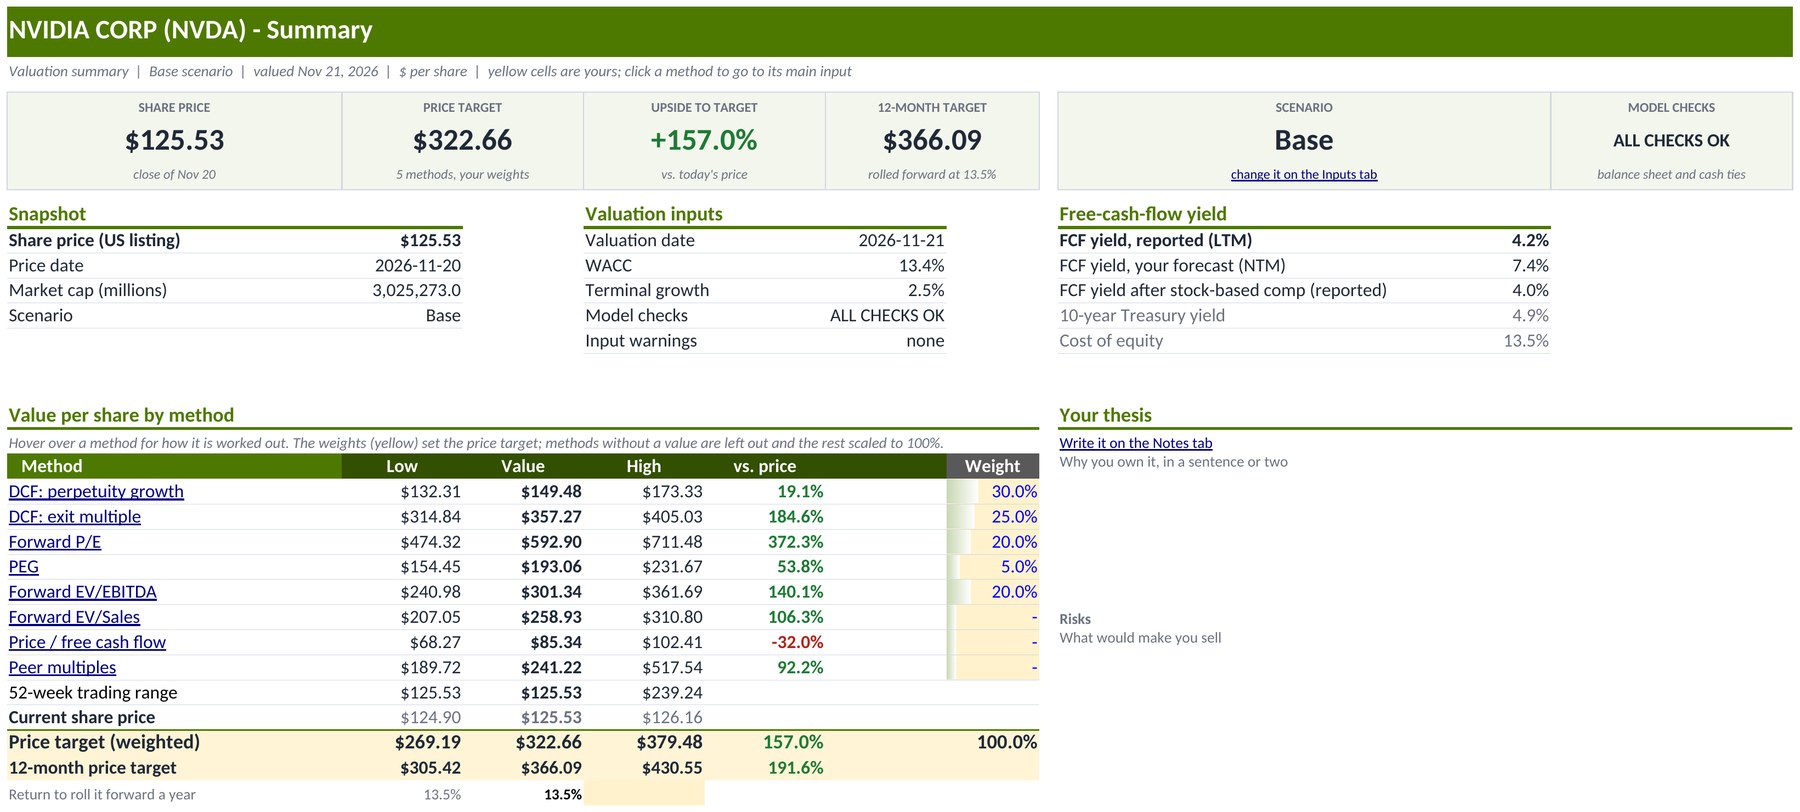 NVIDIA CORP (NVDA) - Summary
Valuation summary | Base scenario | valued Nov 21, 2026 | $ per share | yellow cells are yours; click a method to go to its main input
SHARE PRICE PRICE TARGET UPSIDE TO TARGET 12-MONTH TARGET SCENARIO MODEL CHECKS
$125.53 $322.66 +157.0% $366.09 Base ALL CHECKS OK
close of Nov 20 5 methods, your weights vs. today's price rolled forward at 13.5% change it on the Inputs tab balance sheet and cash ties
Snapshot Valuation inputs Free-cash-flow yield
Share price (US listing) $125.53 Valuation date 2026-11-21 FCF yield, reported (LTM) 4.2%
Price date 2026-11-20 WACC 13.4% FCF yield, your forecast (NTM) 7.4%
Market cap (millions) 3,025,273.0 Terminal growth 2.5% FCF yield after stock-based comp (reported) 4.0%
Scenario Base Model checks ALL CHECKS OK 10-year Treasury yield 4.9%
Input warnings none Cost of equity 13.5%
Value per share by method Your thesis
Hover over a method for how it is worked out. The weights (yellow) set the price target; methods without a value are left out and the rest scaled to 100%. Write it on the Notes tab
Method Low Value High vs. price Weight Why you own it, in a sentence or two
DCF: perpetuity growth $132.31 $149.48 $173.33 19.1% 30.0%
DCF: exit multiple $314.84 $357.27 $405.03 184.6% 25.0%
Forward P/E $474.32 $592.90 $711.48 372.3% 20.0%
PEG $154.45 $193.06 $231.67 53.8% 5.0%
Forward EV/EBITDA $240.98 $301.34 $361.69 140.1% 20.0%
Forward EV/Sales $207.05 $258.93 $310.80 106.3% - Risks
Price / free cash flow $68.27 $85.34 $102.41 -32.0% - What would make you sell
Peer multiples $189.72 $241.22 $517.54 92.2% -
52-week trading range $125.53 $125.53 $239.24
Current share price $124.90 $125.53 $126.16
Price target (weighted) $269.19 $322.66 $379.48 157.0% 100.0%
12-month price target $305.42 $366.09 $430.55 191.6%
Return to roll it forward a year 13.5% 13.5%